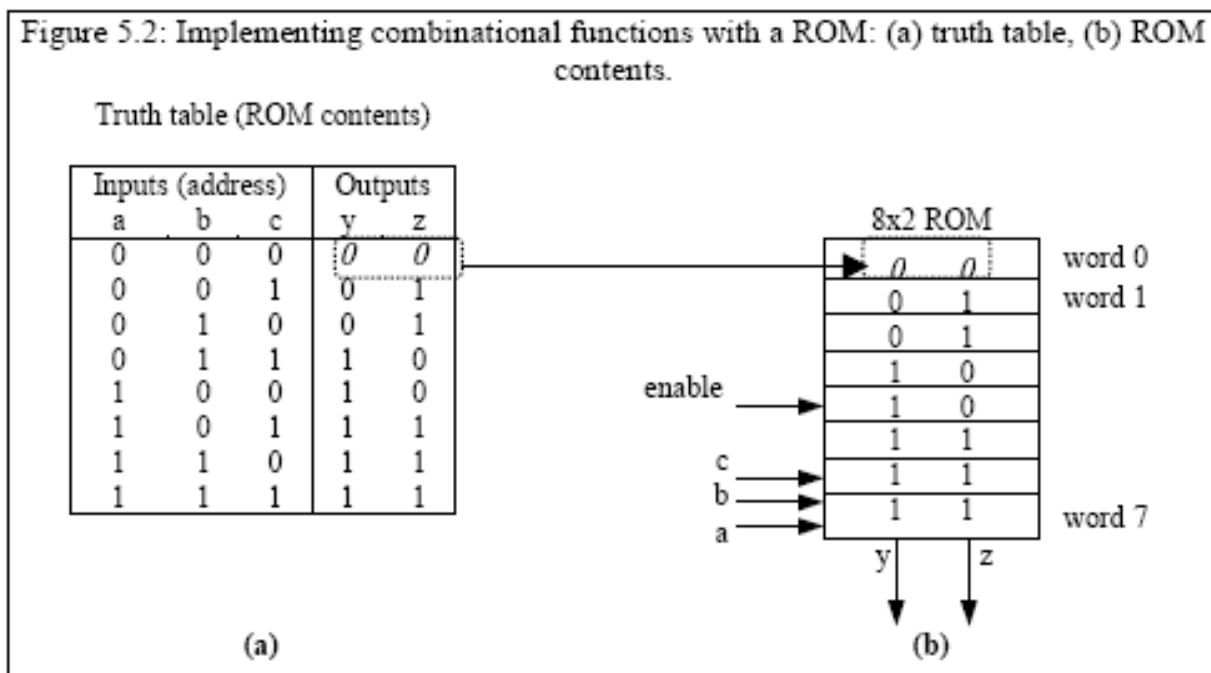 Figure 5.2: Implementing combinational functions with a ROM: (a) truth table, (b) ROM
contents.
Truth table (ROM contents)
Inputs (address) Outputs
a b c y z
0 0 0 0 0
0 0 1 0 1
0 1 0 0 1
0 1 1 1 0
1 0 0 1 0
1 0 1 1 1
1 1 0 1 1
1 1 1 1 1
(a)
8x2 ROM
0 0 word 0
0 1 word 1
0 1
1 0
enable 1 0
1 1
c 1 1
b 1 1 word 7
a
y z
(b)